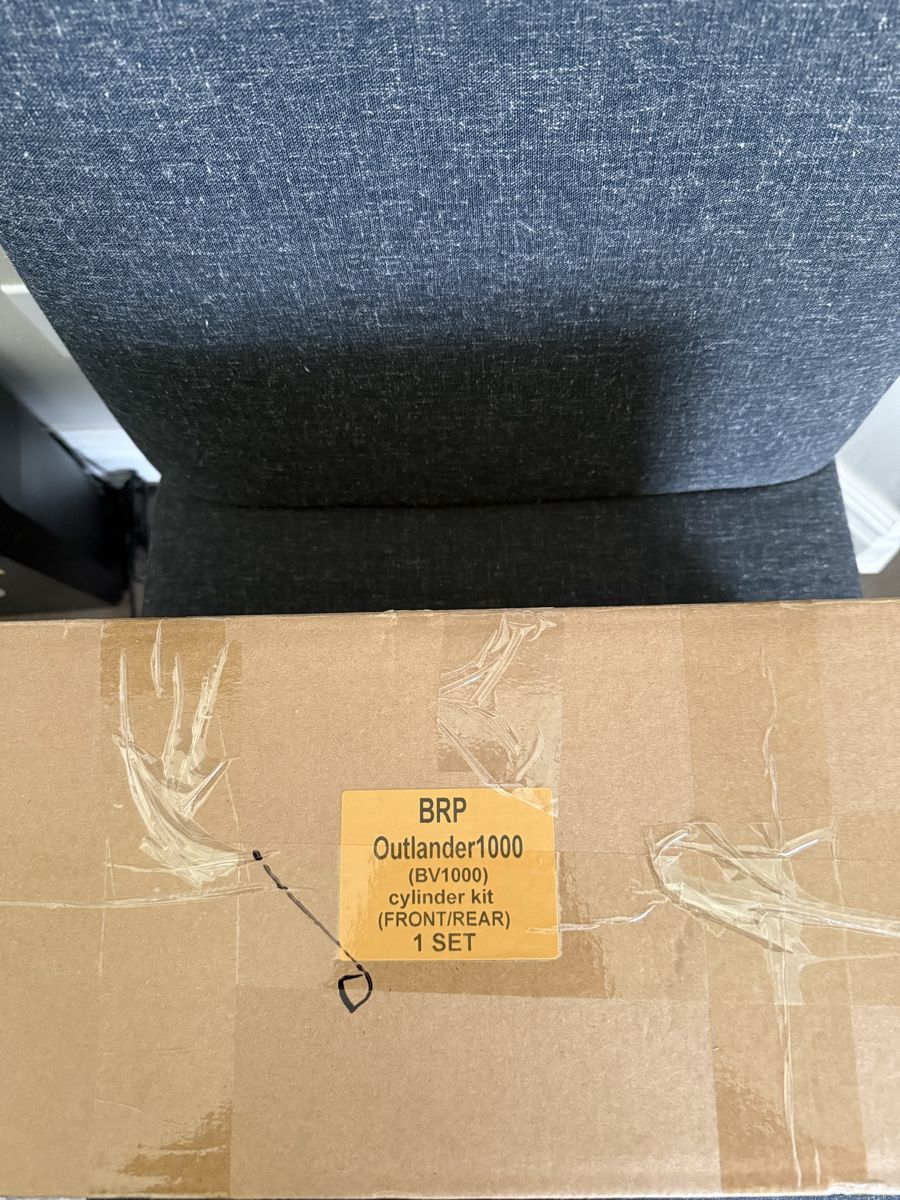 BRP
Outlander1000
(BV1000)
cylinder kit
(FRONT/REAR)
1 SET